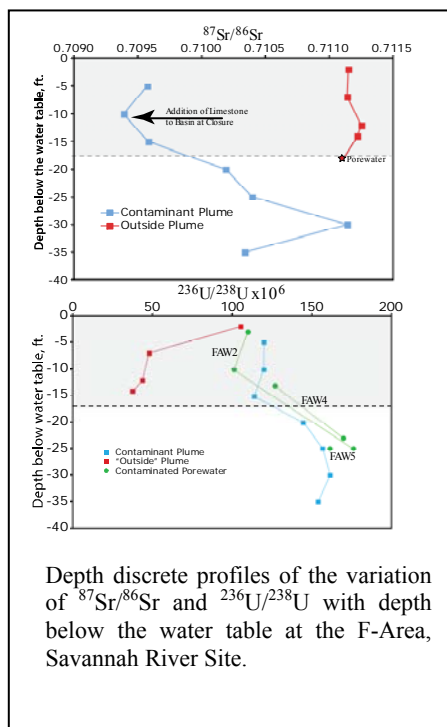 ⁸⁷Sr/⁸⁶Sr
0.7090 0.7095 0.7100 0.7105 0.7110 0.7115
Depth below the water table, ft.
0
-5
-10
-15
-20
-25
-30
-35
-40
Addition of Limestone
to Basin at Closure
Porewater
Contaminant Plume
Outside Plume
²³⁶U/²³⁸U x10⁶
0 50 100 150 200
Depth below water table, ft.
0
-5
-10
-15
-20
-25
-30
-35
-40
FAW2
FAW4
FAW5
Contaminant Plume
"Outside" Plume
Contaminated Porewater
Depth discrete profiles of the variation
of ⁸⁷Sr/⁸⁶Sr and ²³⁶U/²³⁸U with depth
below the water table at the F-Area,
Savannah River Site.